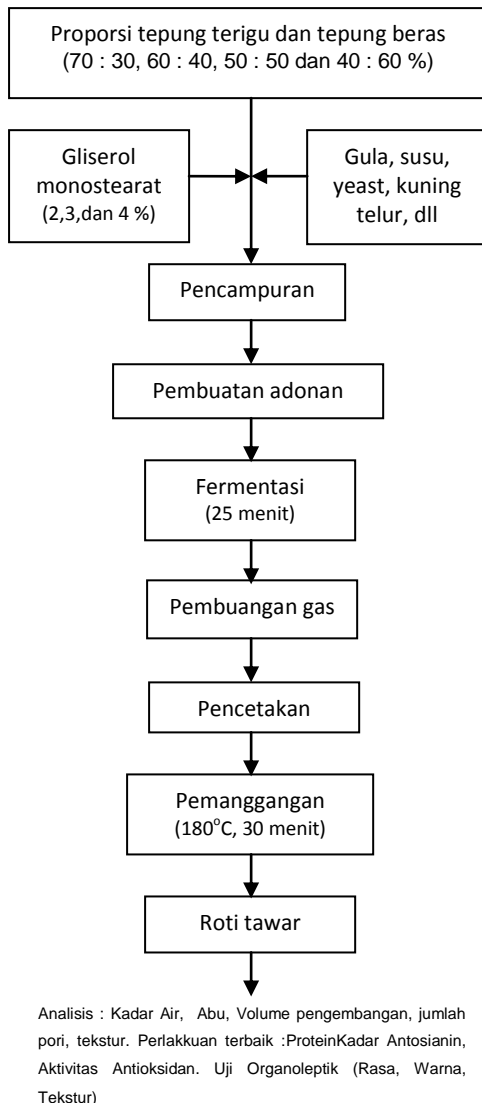 Proporsi tepung terigu dan tepung beras
(70 : 30, 60 : 40, 50 : 50 dan 40 : 60 %)
Gliserol
monostearat
(2,3,dan 4 %)
Gula, susu,
yeast, kuning
telur, dll
Pencampuran
Pembuatan adonan
Fermentasi
(25 menit)
Pembuangan gas
Pencetakan
Pemanggangan
(180°C, 30 menit)
Roti tawar
Analisis : Kadar Air, Abu, Volume pengembangan, jumlah
pori, tekstur. Perlakkuan terbaik :ProteinKadar Antosianin,
Aktivitas Antioksidan. Uji Organoleptik (Rasa, Warna,
Tekstur)